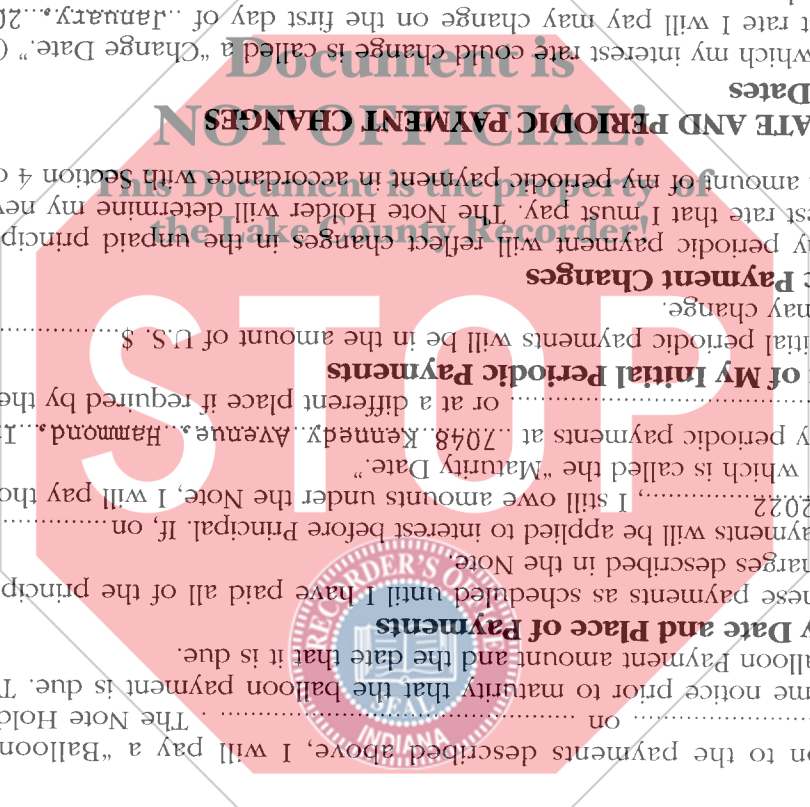 Document is
NOT OFFICIAL!
This Document is the property of
the Lake County Recorder!
STOP
RECORDER'S OFFICE
SEAL
INDIANA
on to the payments described above, I will pay a "Balloon
.................. on .................................................... . The Note Hold
me notice prior to maturity that the balloon payment is due. T
lloon Payment amount and the date that it is due.
Date and Place of Payments
ese payments as scheduled until I have paid all of the princip
arges described in the Note.
ayments will be applied to interest before Principal. If, on ...............
2022 ..............., I still owe amounts under the Note, I will pay tho
which is called the "Maturity Date."
y periodic payments at ..7048 Kennedy Avenue, Hammond, I
............................................ or at a different place if required by the
of My Initial Periodic Payments
itial periodic payments will be in the amount of U.S. $ ................
may change.
c Payment Changes
y periodic payment will reflect changes in the unpaid princip
st rate that I must pay. The Note Holder will determine my new
amount of my periodic payment in accordance with Section 4 o
ATE AND PERIODIC PAYMENT CHANGES
Dates
t rate I will pay may change on the first day of ..January,...20
which my interest rate could change is called a "Change Date." (